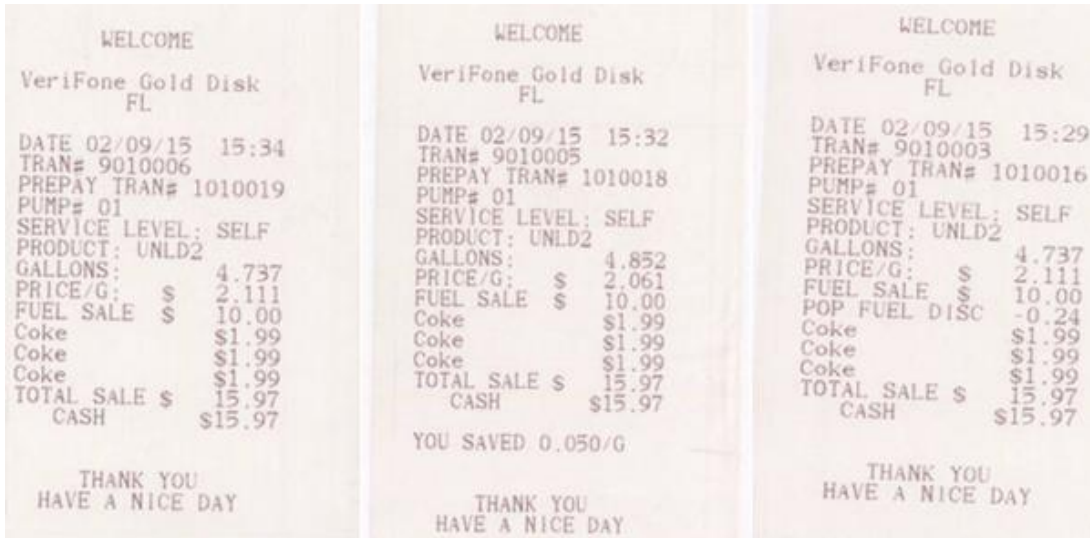 WELCOME
VeriFone Gold Disk
FL
DATE 02/09/15 15:34
TRAN# 9010006
PREPAY TRAN# 1010019
PUMP# 01
SERVICE LEVEL: SELF
PRODUCT: UNLD2
GALLONS: 4.737
PRICE/G: $ 2.111
FUEL SALE $ 10.00
Coke $1.99
Coke $1.99
Coke $1.99
TOTAL SALE $ 15.97
CASH $15.97
THANK YOU
HAVE A NICE DAY
WELCOME
VeriFone Gold Disk
FL
DATE 02/09/15 15:32
TRAN# 9010005
PREPAY TRAN# 1010018
PUMP# 01
SERVICE LEVEL: SELF
PRODUCT: UNLD2
GALLONS: 4.852
PRICE/G: $ 2.061
FUEL SALE $ 10.00
Coke $1.99
Coke $1.99
Coke $1.99
TOTAL SALE $ 15.97
CASH $15.97
YOU SAVED 0.050/G
THANK YOU
HAVE A NICE DAY
WELCOME
VeriFone Gold Disk
FL
DATE 02/09/15 15:29
TRAN# 9010003
PREPAY TRAN# 1010016
PUMP# 01
SERVICE LEVEL: SELF
PRODUCT: UNLD2
GALLONS: 4.737
PRICE/G: $ 2.111
FUEL SALE $ 10.00
POP FUEL DISC -0.24
Coke $1.99
Coke $1.99
Coke $1.99
TOTAL SALE $ 15.97
CASH $15.97
THANK YOU
HAVE A NICE DAY